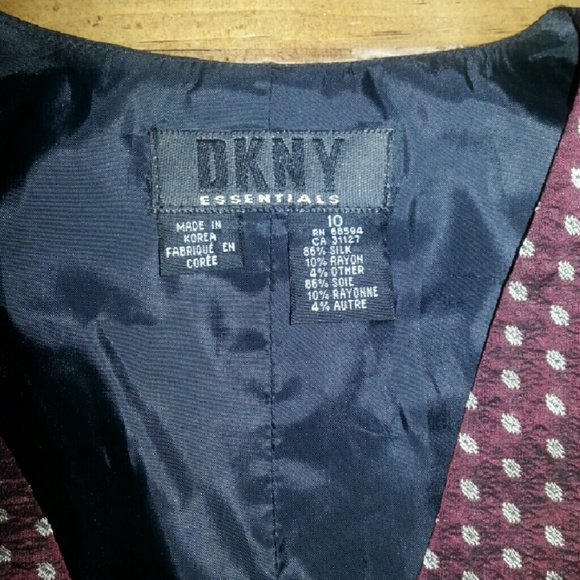 DKNY
ESSENTIALS
MADE IN
KOREA
FABRIQUÉ EN
CORÉE
10
RN 68594
CA 31127
86% SILK
10% RAYON
4% OTHER
86% SOIE
10% RAYONNE
4% AUTRE